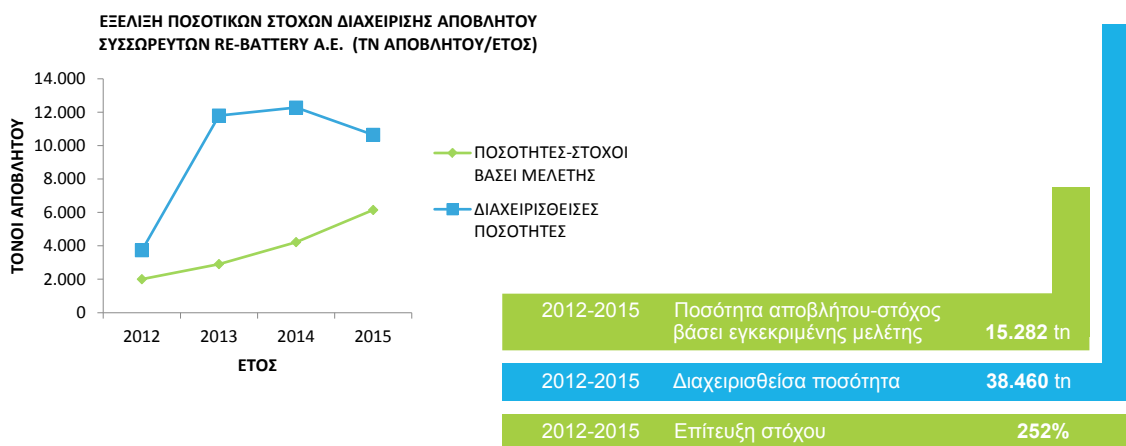 ΕΞΕΛΙΞΗ ΠΟΣΟΤΙΚΩΝ ΣΤΟΧΩΝ ΔΙΑΧΕΙΡΙΣΗΣ ΑΠΟΒΛΗΤΟΥ
ΣΥΣΣΩΡΕΥΤΩΝ RE-BATTERY Α.Ε. (ΤΝ ΑΠΟΒΛΗΤΟΥ/ΕΤΟΣ)
ΤΟΝΟΙ ΑΠΟΒΛΗΤΟΥ
14.000
12.000
10.000
8.000
6.000
4.000
2.000
0
2012 2013 2014 2015
ΕΤΟΣ
ΠΟΣΟΤΗΤΕΣ-ΣΤΟΧΟΙ
ΒΑΣΕΙ ΜΕΛΕΤΗΣ
ΔΙΑΧΕΙΡΙΣΘΕΙΣΕΣ
ΠΟΣΟΤΗΤΕΣ
2012-2015 Ποσότητα αποβλήτου-στόχος
βάσει εγκεκριμένης μελέτης 15.282 tn
2012-2015 Διαχειρισθείσα ποσότητα 38.460 tn
2012-2015 Επίτευξη στόχου 252%